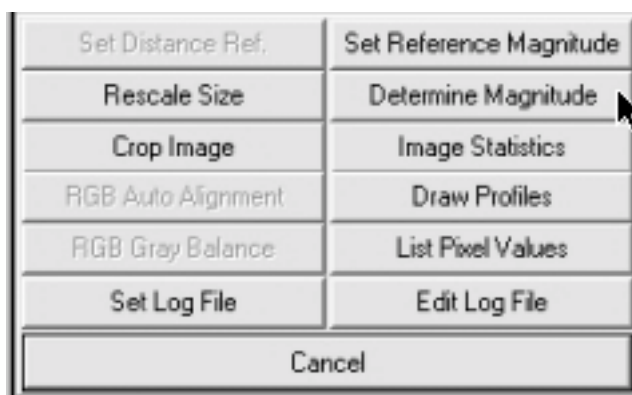 Set Distance Ref. Set Reference Magnitude
Rescale Size Determine Magnitude
Crop Image Image Statistics
RGB Auto Alignment Draw Profiles
RGB Gray Balance List Pixel Values
Set Log File Edit Log File
Cancel